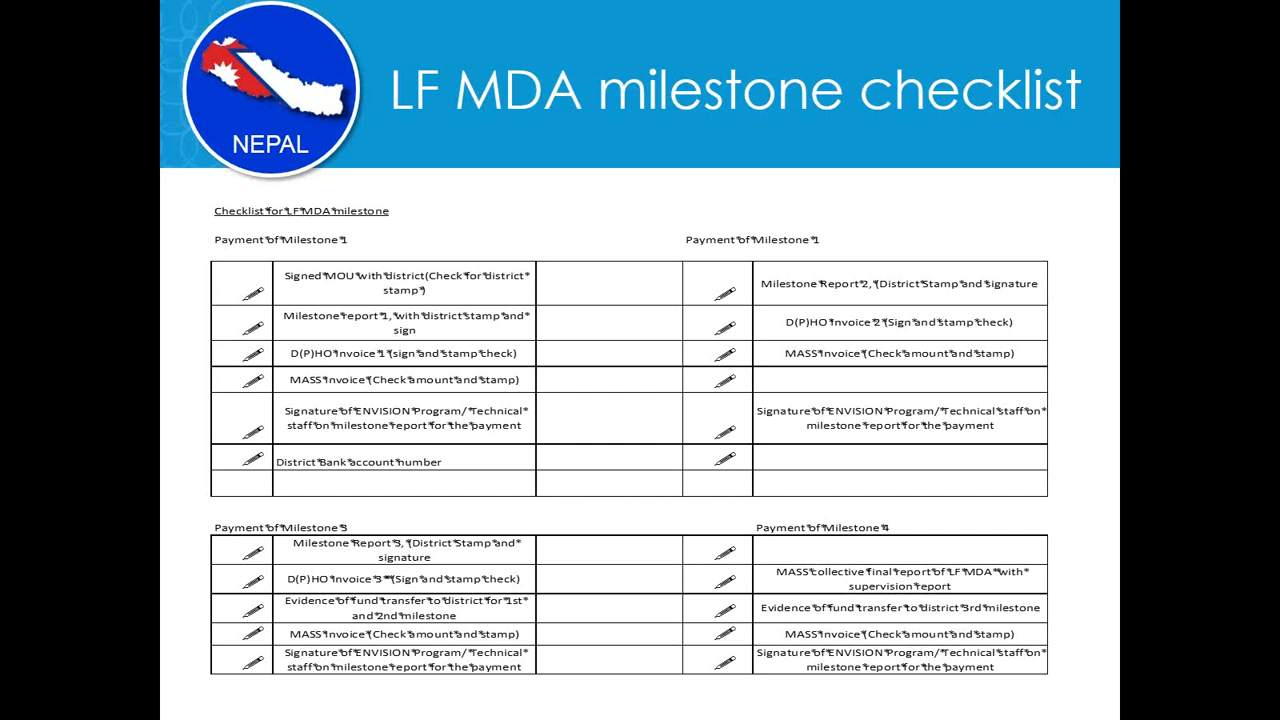 LF MDA milestone checklist
NEPAL
Checklist for LF MDA milestone
Payment of Milestone 1
Payment of Milestone 1
Signed MOU with district(Check for district
stamp )
Milestone Report 2, (District Stamp and signature
Milestone report 1, with district stamp and
sign
D(P)HO Invoice 2 (Sign and stamp check)
D(P)HO invoice 1 (sign and stamp check)
MASS Invoice (Check amount and stamp)
MASS Invoice (Check amount and stamp)
Signature of ENVISION Program/ Technical
staff on milestone report for the payment
Signature of ENVISION Program/ Technical staff on
milestone report for the payment
District Bank account number
Payment of Milestone 3
Payment of Milestone 4
Milestone Report 3, (District Stamp and
signature
D(P)HO Invoice 3 (Sign and stamp check)
MASS collective final report of LF MDA with
supervision report
Evidence of fund transfer to district for 1st
and 2nd milestone
Evidence of fund transfer to district 3rd milestone
MASS Invoice (Check amount and stamp)
MASS Invoice (Check amount and stamp)
Signature of ENVISION Program/ Technical
staff on milestone report for the payment
Signature of ENVISION Program/ Technical staff on
milestone report for the payment